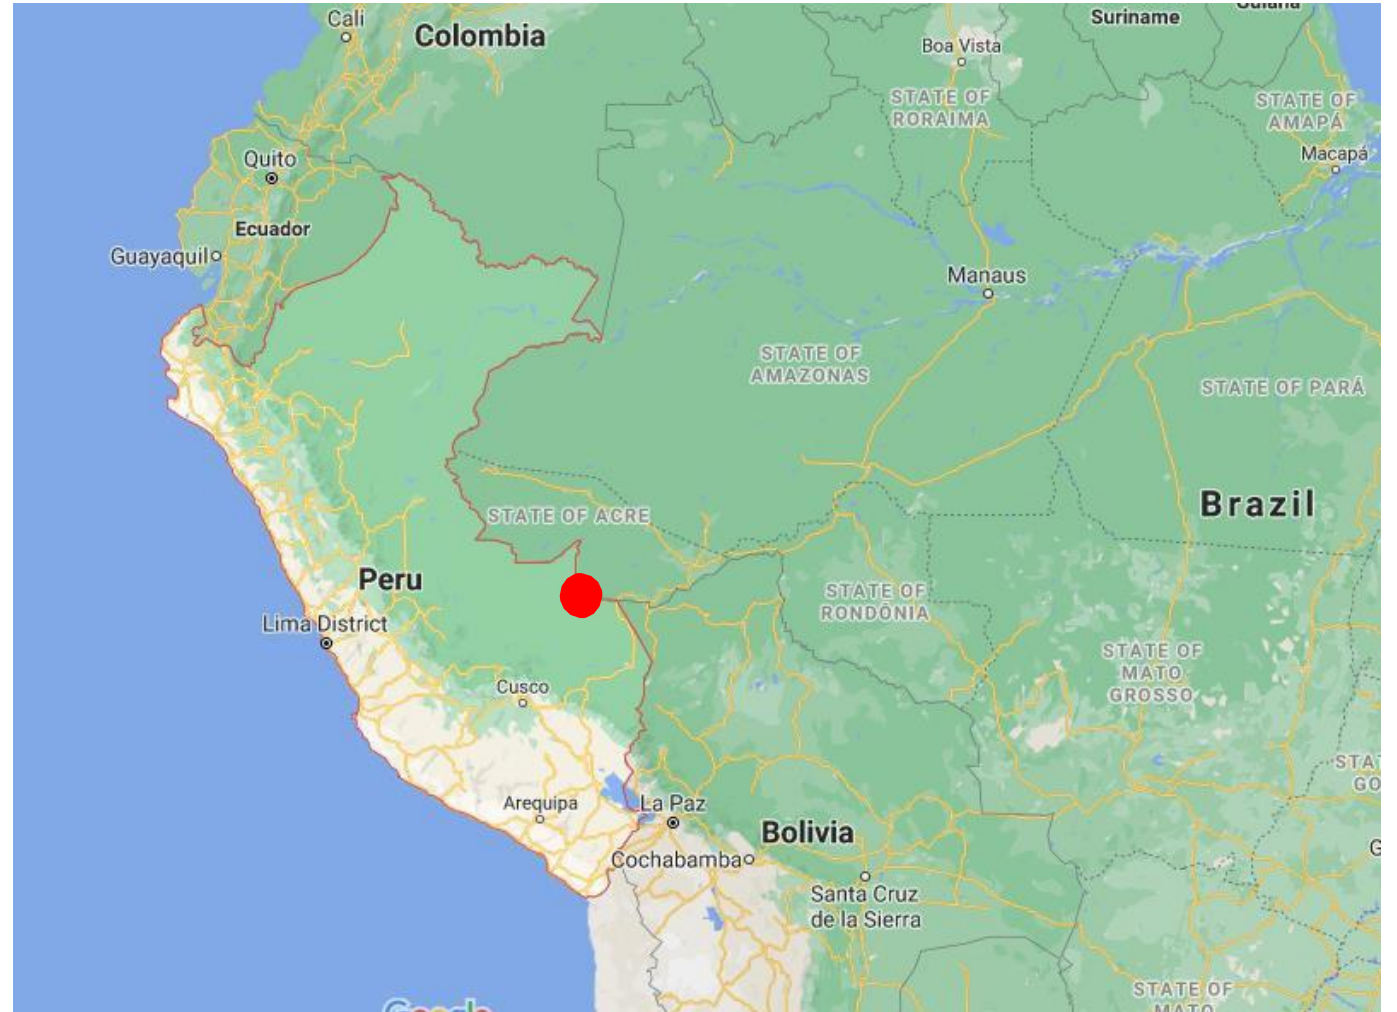 Cali
Colombia
Suriname
Boa Vista
STATE OF
RORAIMA
STATE OF
AMAPÁ
Macapá
Quito
Ecuador
Guayaquil
Manaus
STATE OF
AMAZONAS
STATE OF PARÁ
Brazil
STATE OF ACRE
Peru
STATE OF
RONDÔNIA
Lima District
STATE OF
MATO
GROSSO
Cusco
STAT
GO
Arequipa
La Paz
Bolivia
Cochabamba
G
Santa Cruz
de la Sierra
STATE OF